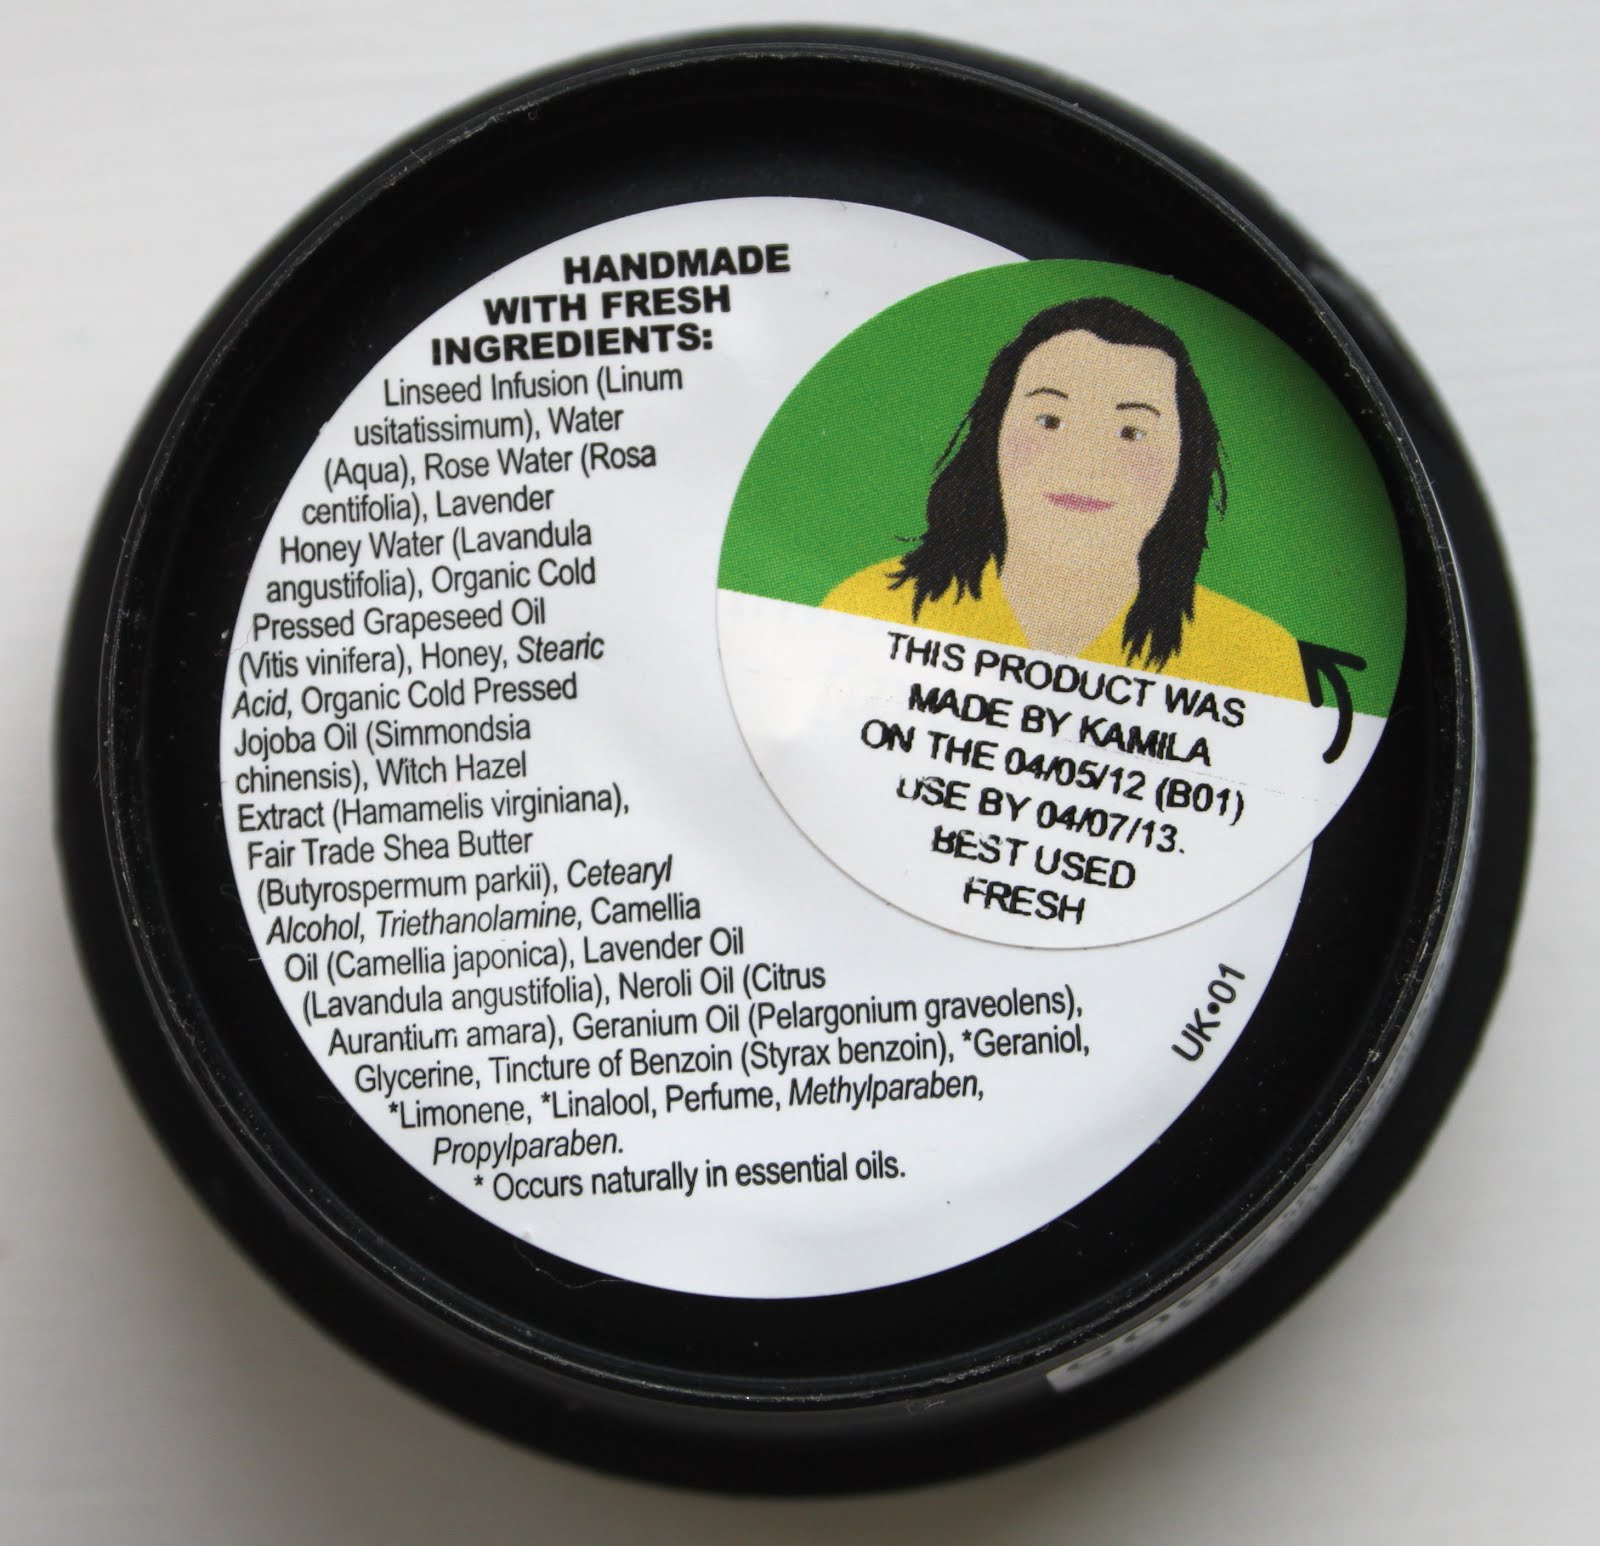 HANDMADE
WITH FRESH
INGREDIENTS:
Linseed Infusion (Linum
usitatissimum), Water
(Aqua), Rose Water (Rosa
centifolia), Lavender
Honey Water (Lavandula
angustifolia), Organic Cold
Pressed Grapeseed Oil
(Vitis vinifera), Honey, Stearic
Acid, Organic Cold Pressed
Jojoba Oil (Simmondsia
chinensis), Witch Hazel
Extract (Hamamelis virginiana),
Fair Trade Shea Butter
(Butyrospermum parkii), Cetearyl
Alcohol, Triethanolamine, Camellia
Oil (Camellia japonica), Lavender Oil
(Lavandula angustifolia), Neroli Oil (Citrus
Aurantium amara), Geranium Oil (Pelargonium graveolens),
Glycerine, Tincture of Benzoin (Styrax benzoin), *Geraniol,
*Limonene, *Linalool, Perfume, Methylparaben,
Propylparaben.
* Occurs naturally in essential oils.
THIS PRODUCT WAS
MADE BY KAMILA
ON THE 04/05/12 (B01)
USE BY 04/07/13.
BEST USED
FRESH
UK•01